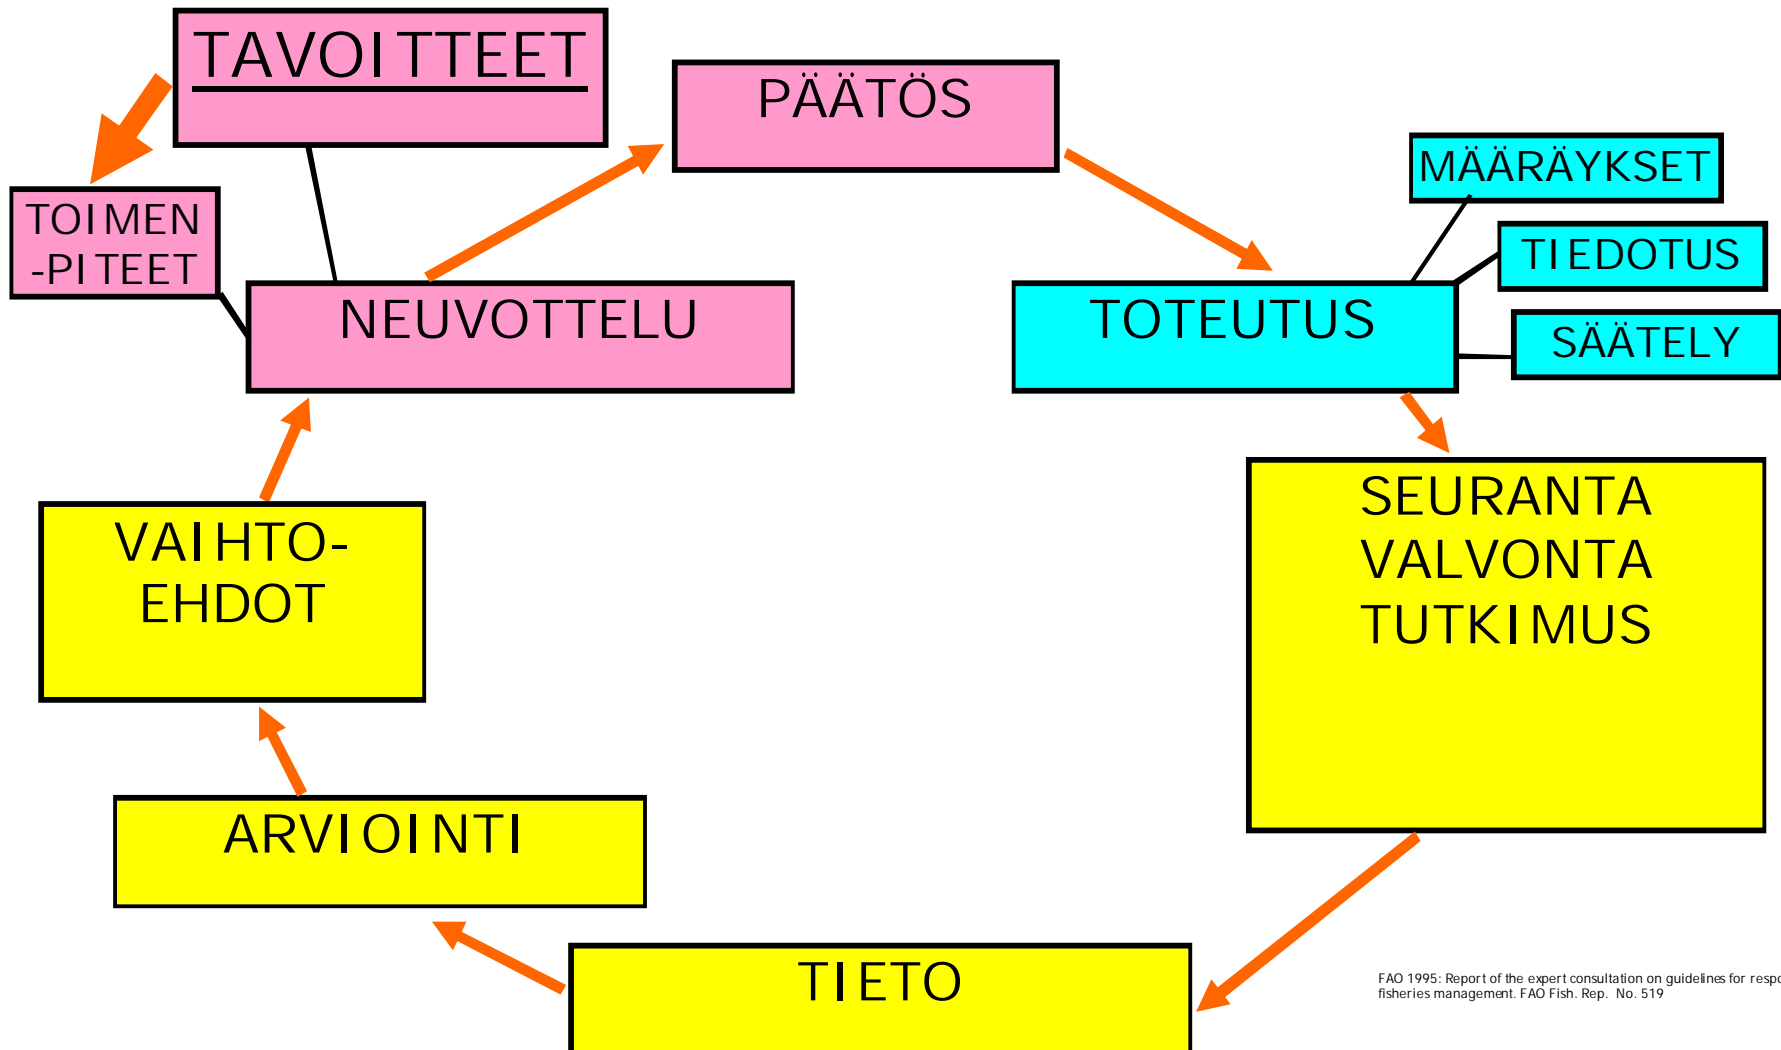 TAVOITTEET
PÄÄTÖS
MÄÄRÄYKSET
TOIMEN
-PITEET
TIEDOTUS
NEUVOTTELU
TOTEUTUS
SÄÄTELY
SEURANTA
VALVONTA
TUTKIMUS
VAIHTO-
EHDOT
ARVIOINTI
TIETO
FAO 1995: Report of the expert consultation on guidelines for respo
fisheries management. FAO Fish. Rep. No. 519